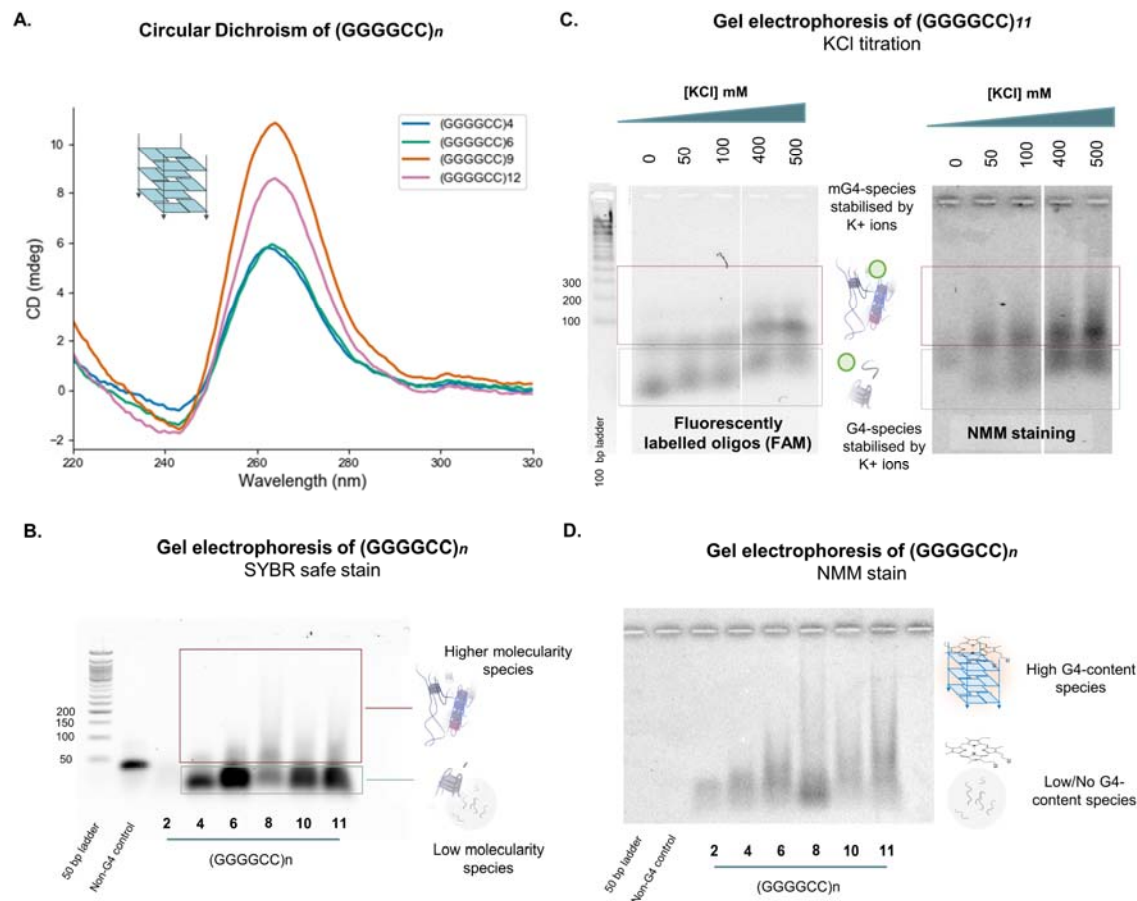 A.
Circular Dichroism of (GGGGCC)n
CD (mdeg)
10
8
6
4
2
0
−2
220
240
260
280
300
320
Wavelength (nm)
(GGGGCC)4
(GGGGCC)6
(GGGGCC)9
(GGGGCC)12
B.
Gel electrophoresis of (GGGGCC)n
SYBR safe stain
200
150
100
50
50 bp ladder
Non-G4 control
2 4 6 8 10 11
(GGGGCC)n
Higher molecularity
species
Low molecularity
species
C.
Gel electrophoresis of (GGGGCC)11
KCl titration
[KCl] mM
0 50 100 400 500
300
200
100
100 bp ladder
Fluorescently
labelled oligos (FAM)
mG4-species
stabilised by
K+ ions
G4-species
stabilised by
K+ ions
[KCl] mM
0 50 100 400 500
NMM staining
D.
Gel electrophoresis of (GGGGCC)n
NMM stain
50 bp ladder
Non-G4 control
2 4 6 8 10 11
(GGGGCC)n
High G4-content
species
Low/No G4-
content species